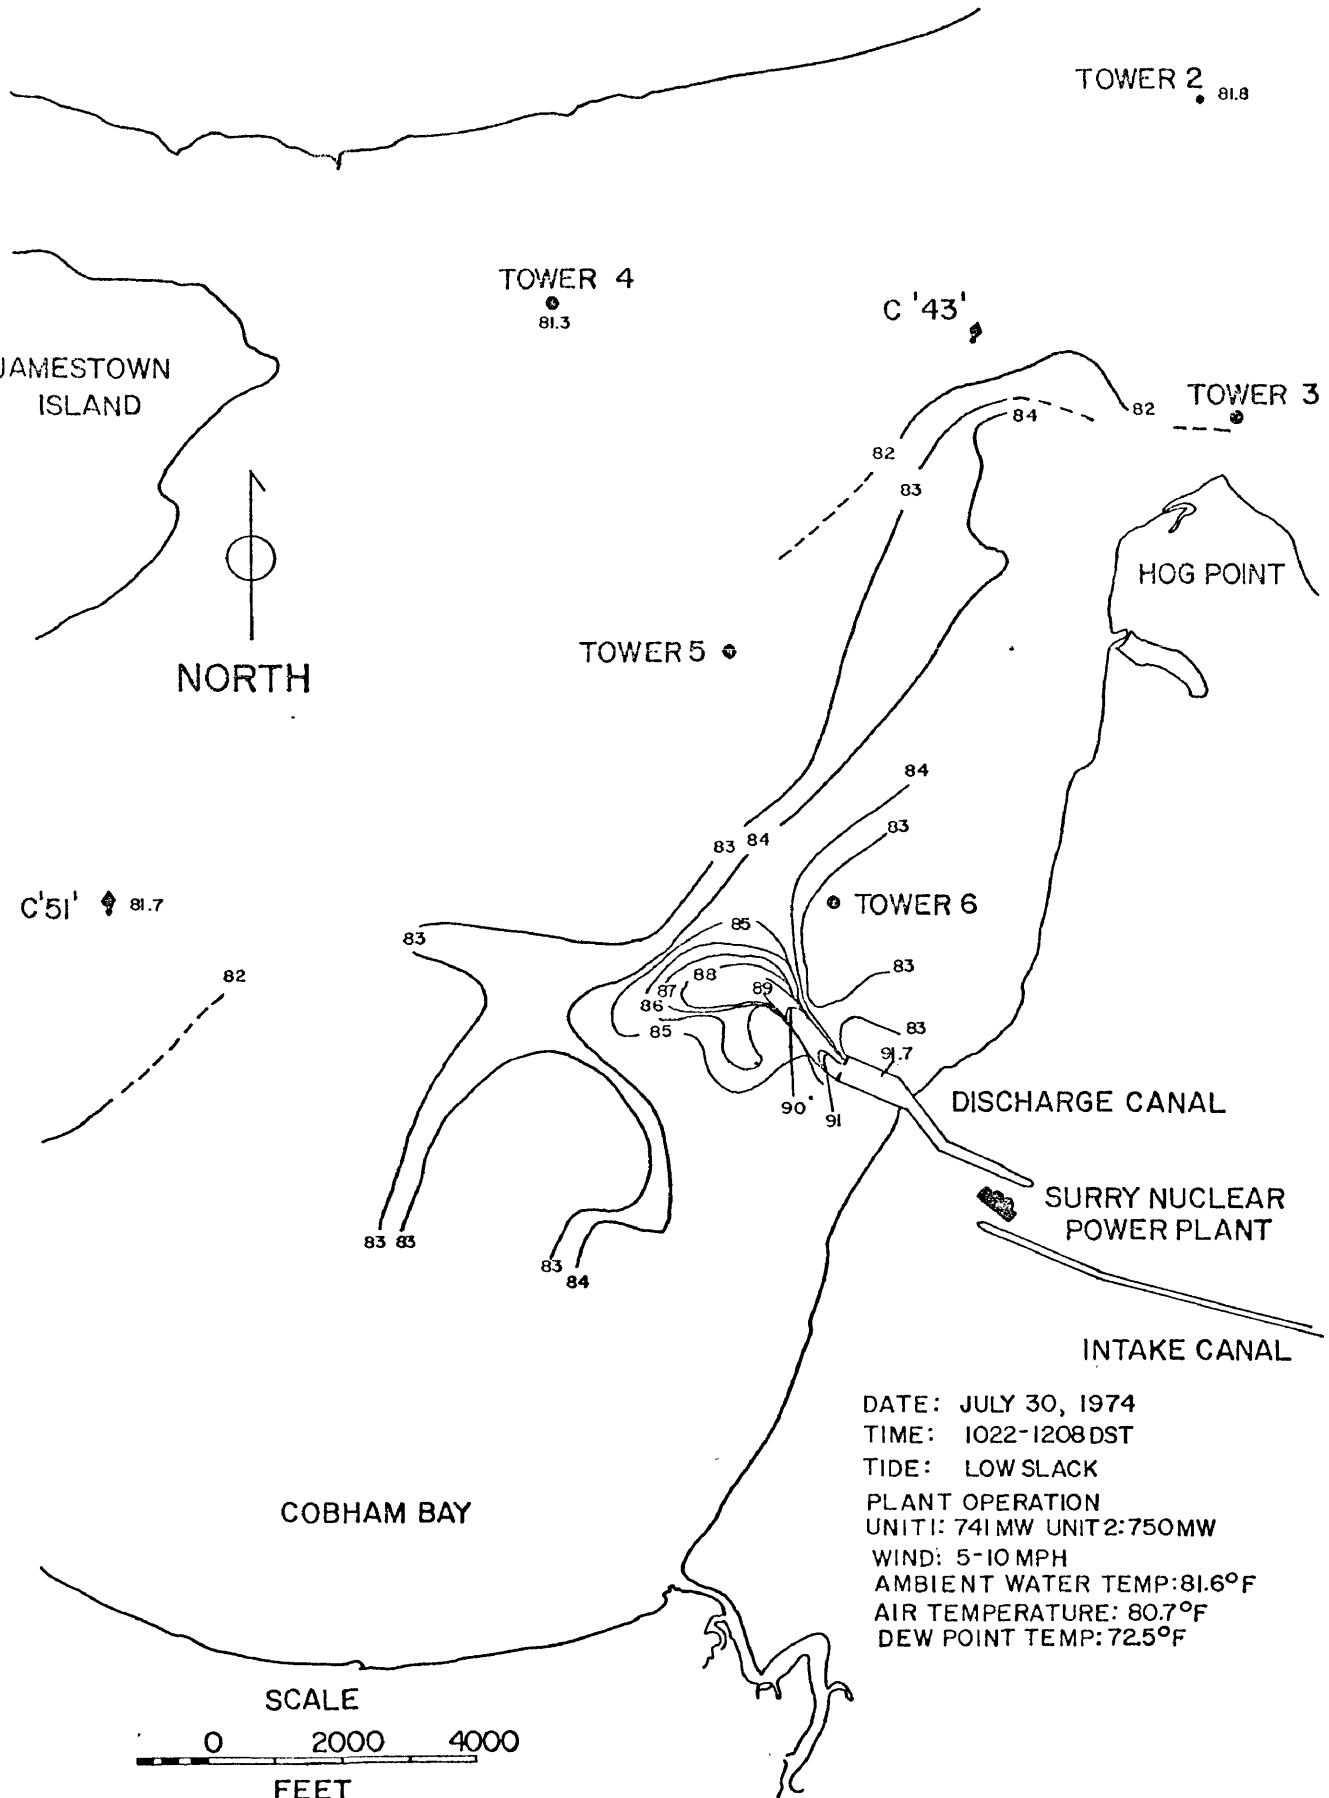 TOWER 2
81.8
TOWER 4
81.3
C '43'
JAMESTOWN
ISLAND
TOWER 3
82
84
82
83
HOG POINT
TOWER 5
NORTH
84
83
83 84
C'51'
81.7
TOWER 6
85
83
83
82
88
87
89
86
85
83
91.7
90
91
DISCHARGE CANAL
SURRY NUCLEAR
POWER PLANT
83 83
83
84
INTAKE CANAL
DATE: JULY 30, 1974
TIME: 1022-1208 DST
TIDE: LOW SLACK
PLANT OPERATION
UNIT 1: 741 MW UNIT 2: 750 MW
WIND: 5-10 MPH
AMBIENT WATER TEMP: 81.6°F
AIR TEMPERATURE: 80.7°F
DEW POINT TEMP: 72.5°F
COBHAM BAY
SCALE
0 2000 4000
FEET